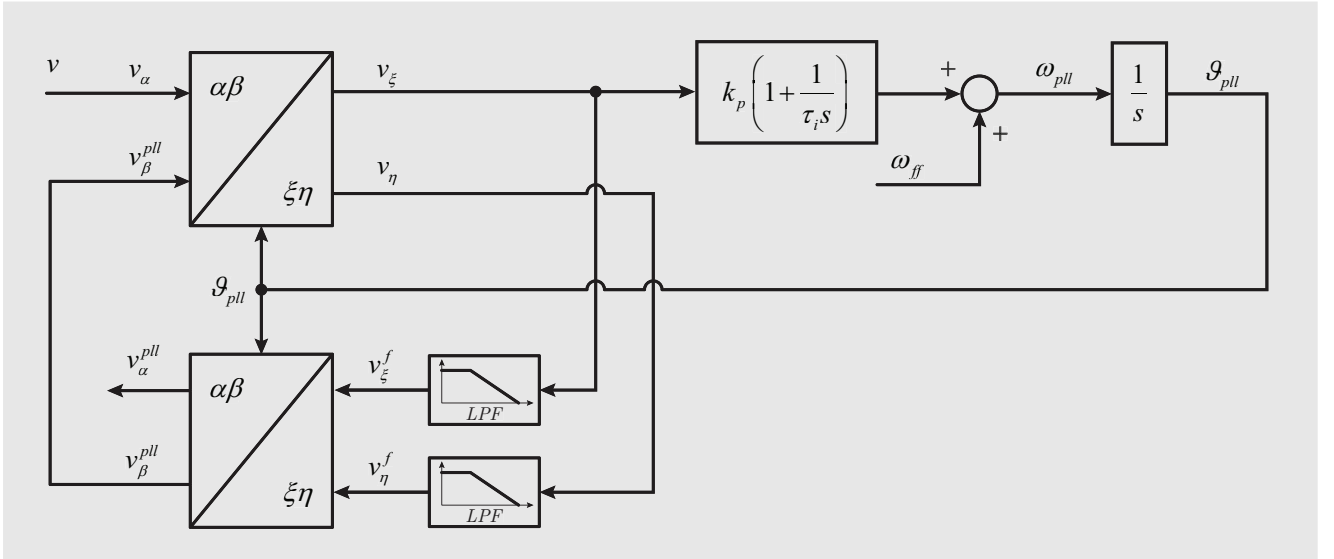 v
v_α
αβ
v_ξ
k_p(1+1/(τ_i s))
+
ω_pll
1/s
ϑ_pll
v_β^pll
ξη
v_η
ω_ff
+
ϑ_pll
v_α^pll
αβ
v_ξ^f
LPF
v_β^pll
ξη
v_η^f
LPF